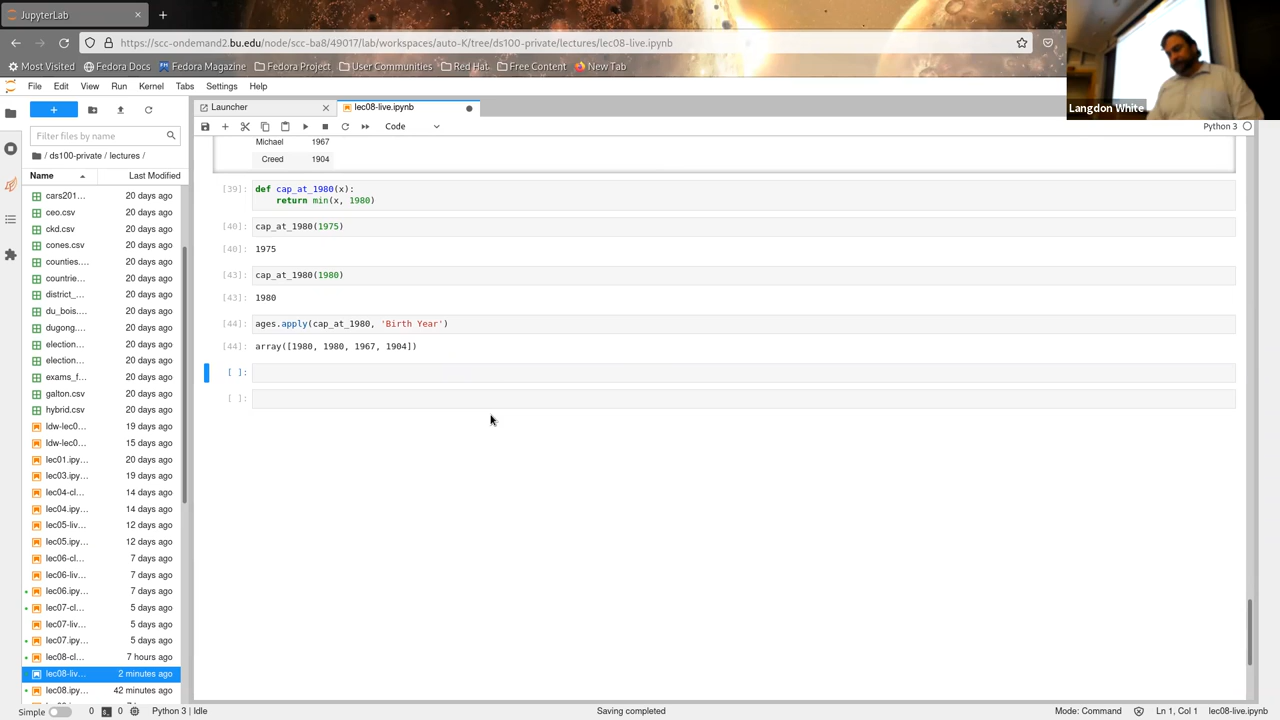 JupyterLab
https://scc-ondemand2.bu.edu/node/scc-ba8/49017/lab/workspaces/auto-K/tree/ds100-private/lectures/lec08-live.ipynb
Most Visited Fedora Docs Fedora Magazine Fedora Project User Communities Red Hat Free Content New Tab
Langdon White
File Edit View Run Kernel Tabs Settings Help
Launcher lec08-live.ipynb
Code Python 3
Filter files by name
/ ds100-private / lectures /
Name Last Modified
cars201… 20 days ago
ceo.csv 20 days ago
ckd.csv 20 days ago
cones.csv 20 days ago
counties.… 20 days ago
countrie… 20 days ago
district_… 20 days ago
du_bois.… 20 days ago
dugong.… 20 days ago
election… 20 days ago
election… 20 days ago
exams_f… 20 days ago
galton.csv 20 days ago
hybrid.csv 20 days ago
ldw-lec0… 19 days ago
ldw-lec0… 15 days ago
lec01.ipy… 20 days ago
lec03.ipy… 19 days ago
lec04-cl… 14 days ago
lec04.ipy… 14 days ago
lec05-liv… 12 days ago
lec05.ipy… 12 days ago
lec06-cl… 7 days ago
lec06-liv… 7 days ago
lec06.ipy… 7 days ago
lec07-cl… 5 days ago
lec07-liv… 5 days ago
lec07.ipy… 5 days ago
lec08-cl… 7 hours ago
lec08-liv… 2 minutes ago
lec08.ipy… 42 minutes ago
Michael 1967
Creed 1904
[39]: def cap_at_1980(x):
return min(x, 1980)
[40]: cap_at_1980(1975)
[40]: 1975
[43]: cap_at_1980(1980)
[43]: 1980
[44]: ages.apply(cap_at_1980, 'Birth Year')
[44]: array([1980, 1980, 1967, 1904])
[ ]:
[ ]:
Simple 0 0 Python 3 | Idle Saving completed Mode: Command Ln 1, Col 1 lec08-live.ipynb